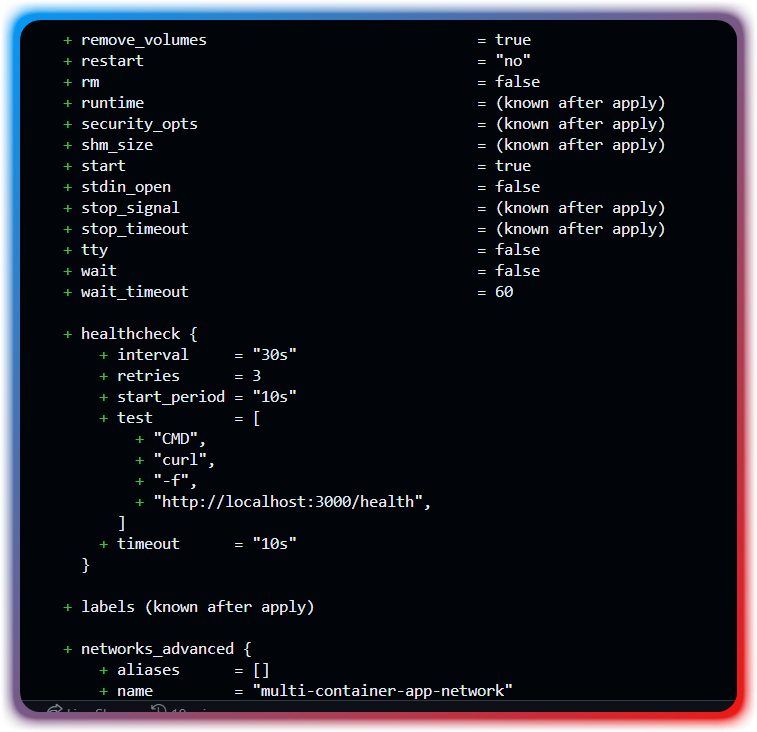 + remove_volumes = true
+ restart = "no"
+ rm = false
+ runtime = (known after apply)
+ security_opts = (known after apply)
+ shm_size = (known after apply)
+ start = true
+ stdin_open = false
+ stop_signal = (known after apply)
+ stop_timeout = (known after apply)
+ tty = false
+ wait = false
+ wait_timeout = 60
+ healthcheck {
+ interval = "30s"
+ retries = 3
+ start_period = "10s"
+ test = [
+ "CMD",
+ "curl",
+ "-f",
+ "http://localhost:3000/health",
]
+ timeout = "10s"
}
+ labels (known after apply)
+ networks_advanced {
+ aliases = []
+ name = "multi-container-app-network"